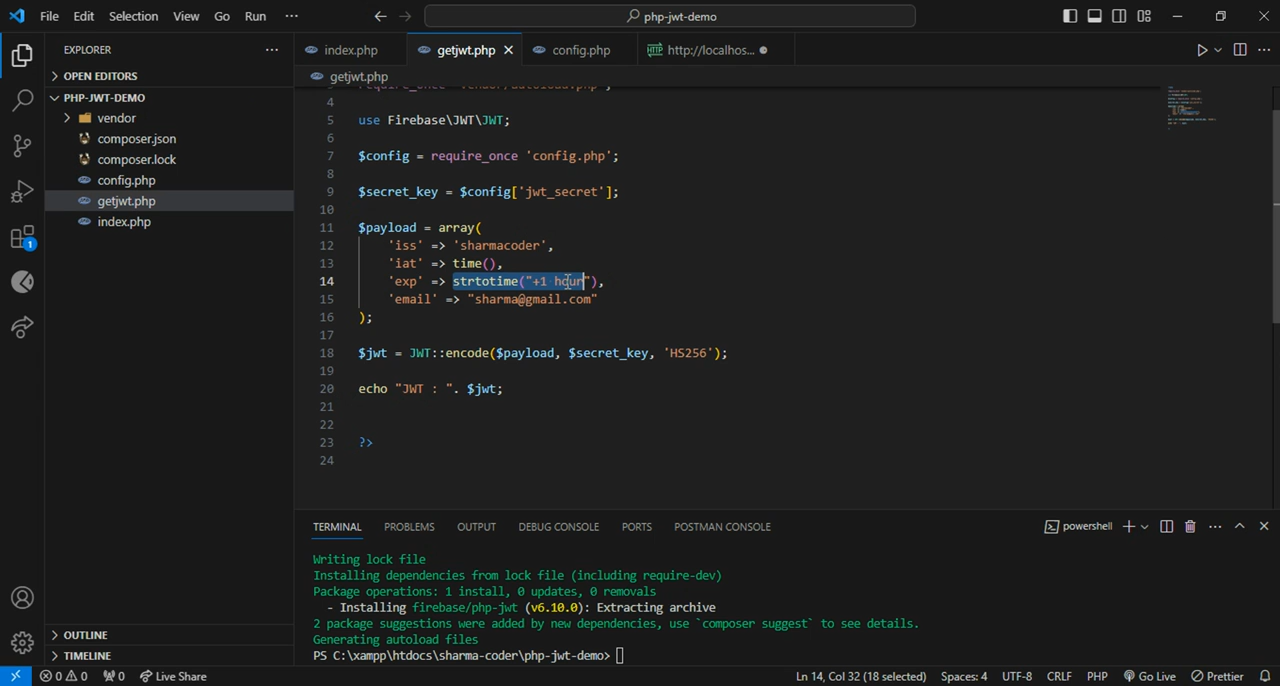 File Edit Selection View Go Run ··· php-jwt-demo
EXPLORER ···
index.php getjwt.php config.php http://localhos...
OPEN EDITORS
getjwt.php
PHP-JWT-DEMO
vendor
composer.json
composer.lock
config.php
getjwt.php
index.php
4
5 use Firebase\JWT\JWT;
6
7 $config = require_once 'config.php';
8
9 $secret_key = $config['jwt_secret'];
10
11 $payload = array(
12 'iss' => 'sharmacoder',
13 'iat' => time(),
14 'exp' => strtotime("+1 hour"),
15 'email' => "sharma@gmail.com"
16 );
17
18 $jwt = JWT::encode($payload, $secret_key, 'HS256');
19
20 echo "JWT : ". $jwt;
21
22
23 ?>
24
1
TERMINAL PROBLEMS OUTPUT DEBUG CONSOLE PORTS POSTMAN CONSOLE powershell
Writing lock file
Installing dependencies from lock file (including require-dev)
Package operations: 1 install, 0 updates, 0 removals
- Installing firebase/php-jwt (v6.10.0): Extracting archive
2 package suggestions were added by new dependencies, use `composer suggest` to see details.
Generating autoload files
PS C:\xampp\htdocs\sharma-coder\php-jwt-demo>
OUTLINE
TIMELINE
0 0 0 Live Share Ln 14, Col 32 (18 selected) Spaces: 4 UTF-8 CRLF PHP Go Live Prettier